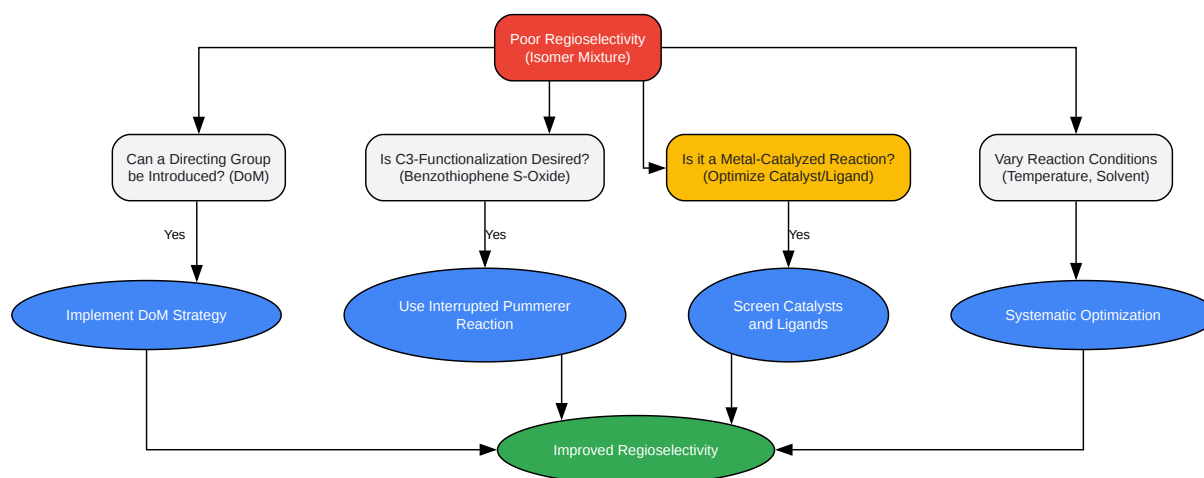 Poor Regioselectivity
(Isomer Mixture)
Can a Directing Group
be Introduced? (DoM)
Is C3-Functionalization Desired?
(Benzothiophene S-Oxide)
Is it a Metal-Catalyzed Reaction?
(Optimize Catalyst/Ligand)
Vary Reaction Conditions
(Temperature, Solvent)
Yes
Yes
Yes
Implement DoM Strategy
Use Interrupted Pummerer
Reaction
Screen Catalysts
and Ligands
Systematic Optimization
Improved Regioselectivity